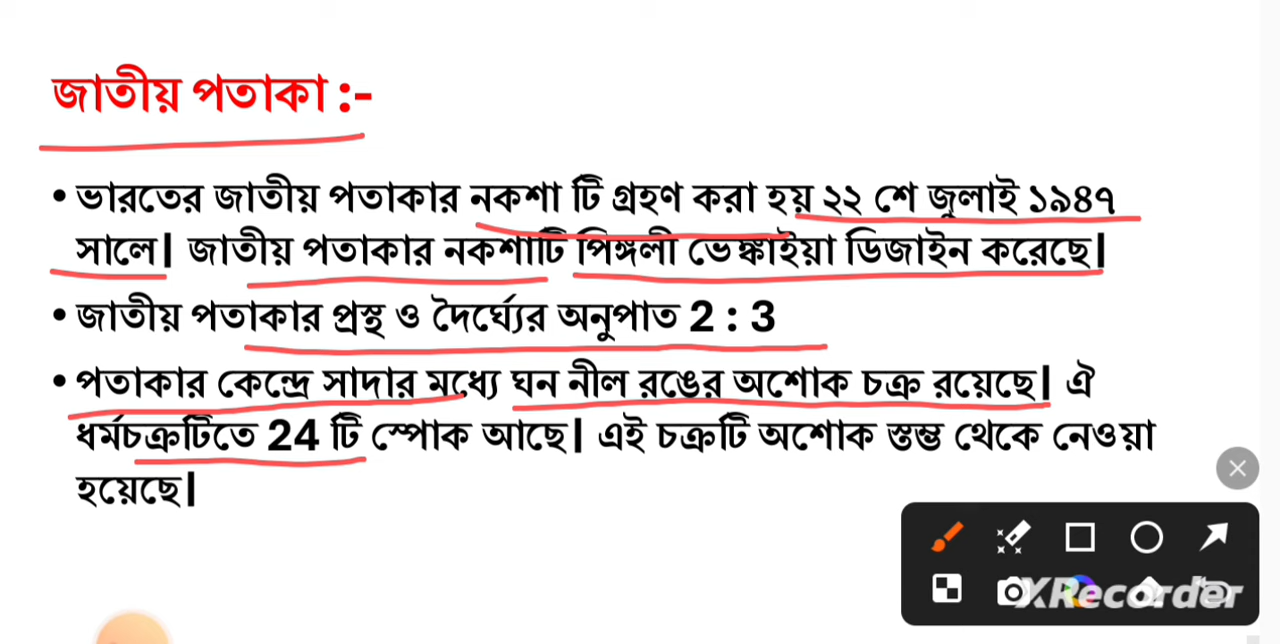 জাতীয় পতাকা :-
• ভারতের জাতীয় পতাকার নকশা টি গ্রহণ করা হয় ২২ শে জুলাই ১৯৪৭
সালে| জাতীয় পতাকার নকশাটি পিঙ্গলী ভেঙ্কাইয়া ডিজাইন করেছে|
• জাতীয় পতাকার প্রস্থ ও দৈর্ঘ্যের অনুপাত 2 : 3
• পতাকার কেন্দ্রে সাদার মধ্যে ঘন নীল রঙের অশোক চক্র রয়েছে| ঐ
ধর্মচক্রটিতে 24 টি স্পোক আছে| এই চক্রটি অশোক স্তম্ভ থেকে নেওয়া
হয়েছে|
XRecorder